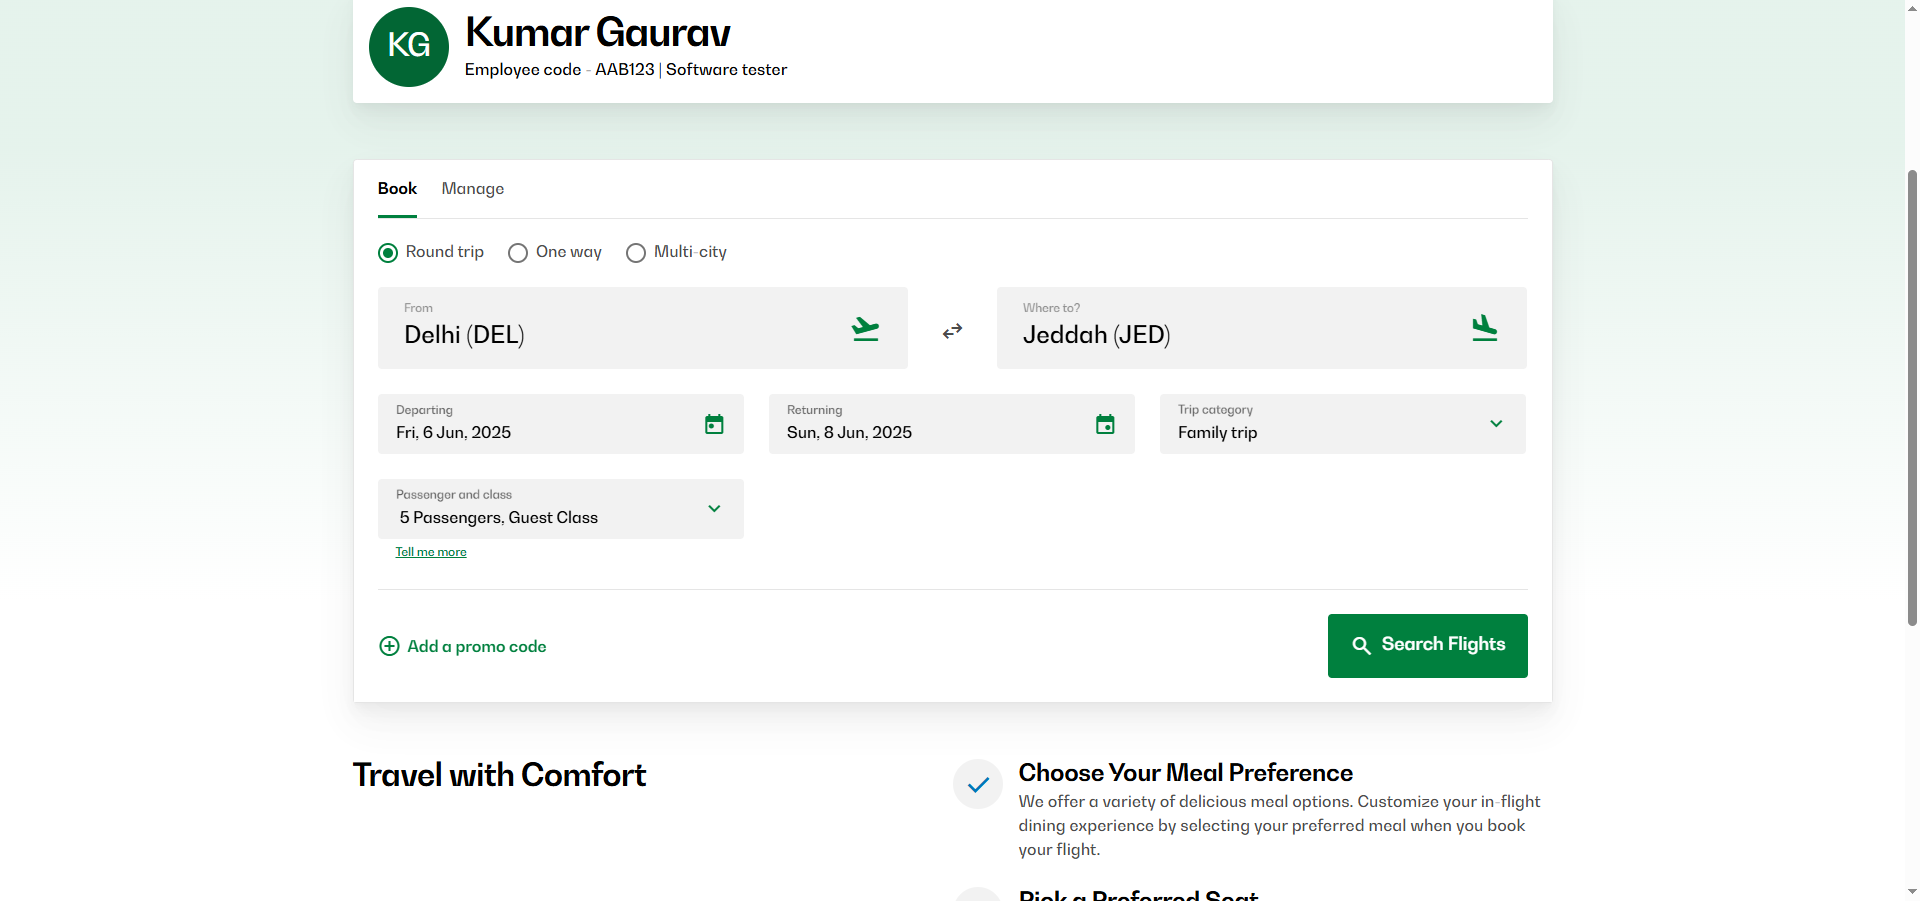 KG
Kumar Gaurav
Employee code - AAB123 | Software tester
Book
Manage
Round trip
One way
Multi-city
From
Delhi (DEL)
Where to?
Jeddah (JED)
Departing
Fri, 6 Jun, 2025
Returning
Sun, 8 Jun, 2025
Trip category
Family trip
Passenger and class
5 Passengers, Guest Class
Tell me more
Add a promo code
Search Flights
Travel with Comfort
Choose Your Meal Preference
We offer a variety of delicious meal options. Customize your in-flight
dining experience by selecting your preferred meal when you book
your flight.
Pick a Preferred Seat